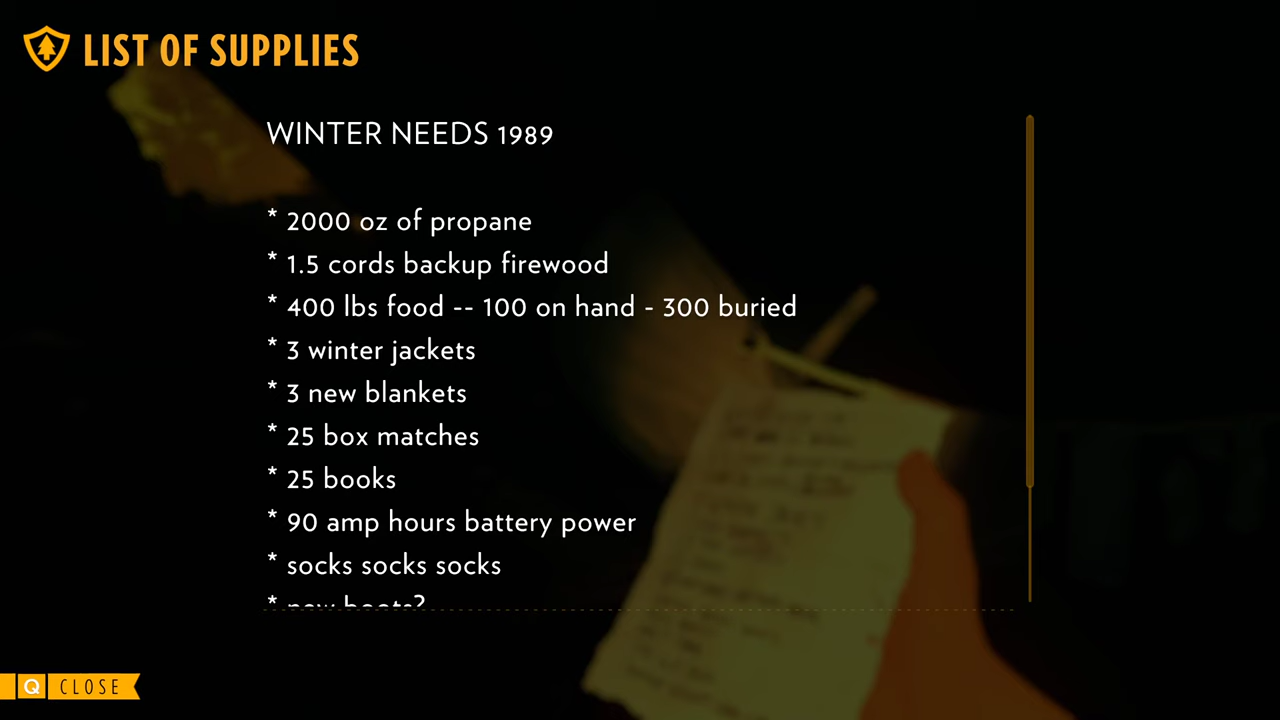 LIST OF SUPPLIES
WINTER NEEDS 1989
* 2000 oz of propane
* 1.5 cords backup firewood
* 400 lbs food -- 100 on hand - 300 buried
* 3 winter jackets
* 3 new blankets
* 25 box matches
* 25 books
* 90 amp hours battery power
* socks socks socks
* new boots?
Q CLOSE